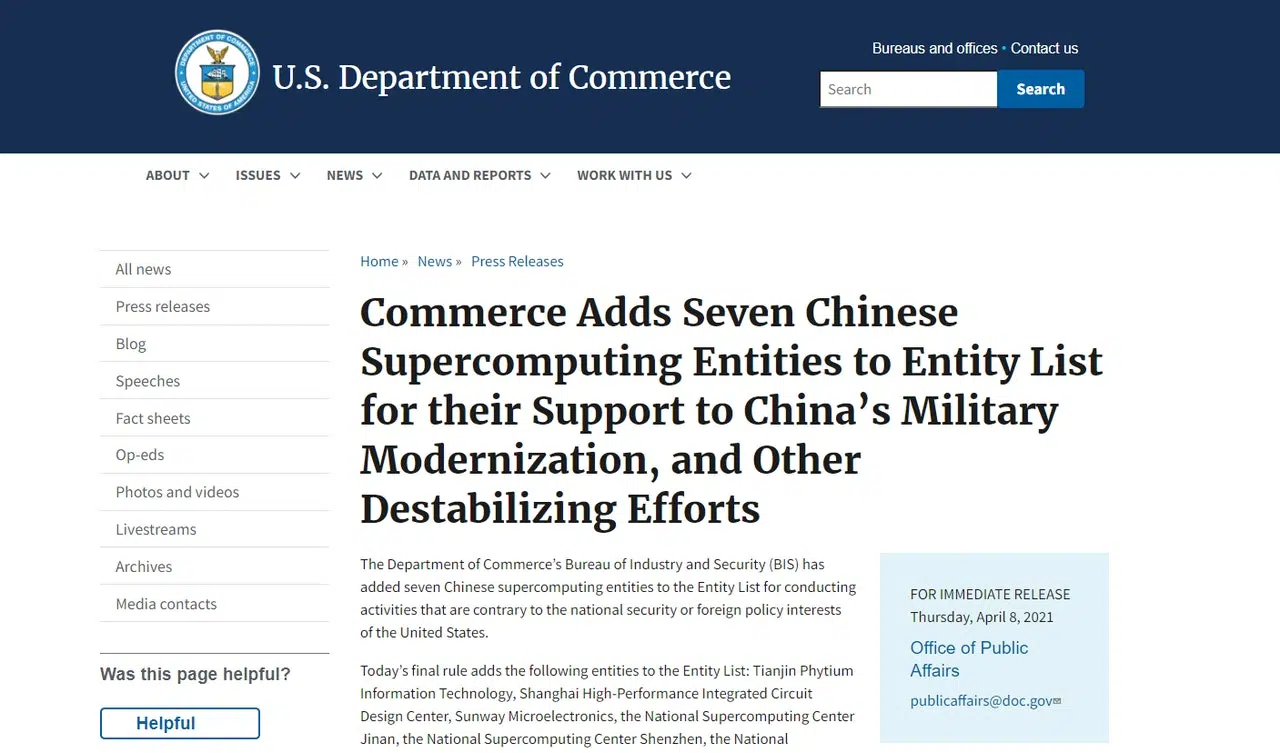 Bureaus and offices • Contact us
DEPARTMENT OF COMMERCE
UNITED STATES OF AMERICA
U.S. Department of Commerce
Search
Search
ABOUT
ISSUES
NEWS
DATA AND REPORTS
WORK WITH US
All news
Press releases
Blog
Speeches
Fact sheets
Op-eds
Photos and videos
Livestreams
Archives
Media contacts
Was this page helpful?
Helpful
Home » News » Press Releases
Commerce Adds Seven Chinese
Supercomputing Entities to Entity List
for their Support to China’s Military
Modernization, and Other
Destabilizing Efforts
The Department of Commerce’s Bureau of Industry and Security (BIS) has
added seven Chinese supercomputing entities to the Entity List for conducting
activities that are contrary to the national security or foreign policy interests
of the United States.
Today’s final rule adds the following entities to the Entity List: Tianjin Phytium
Information Technology, Shanghai High-Performance Integrated Circuit
Design Center, Sunway Microelectronics, the National Supercomputing Center
Jinan, the National Supercomputing Center Shenzhen, the National
FOR IMMEDIATE RELEASE
Thursday, April 8, 2021
Office of Public
Affairs
publicaffairs@doc.gov